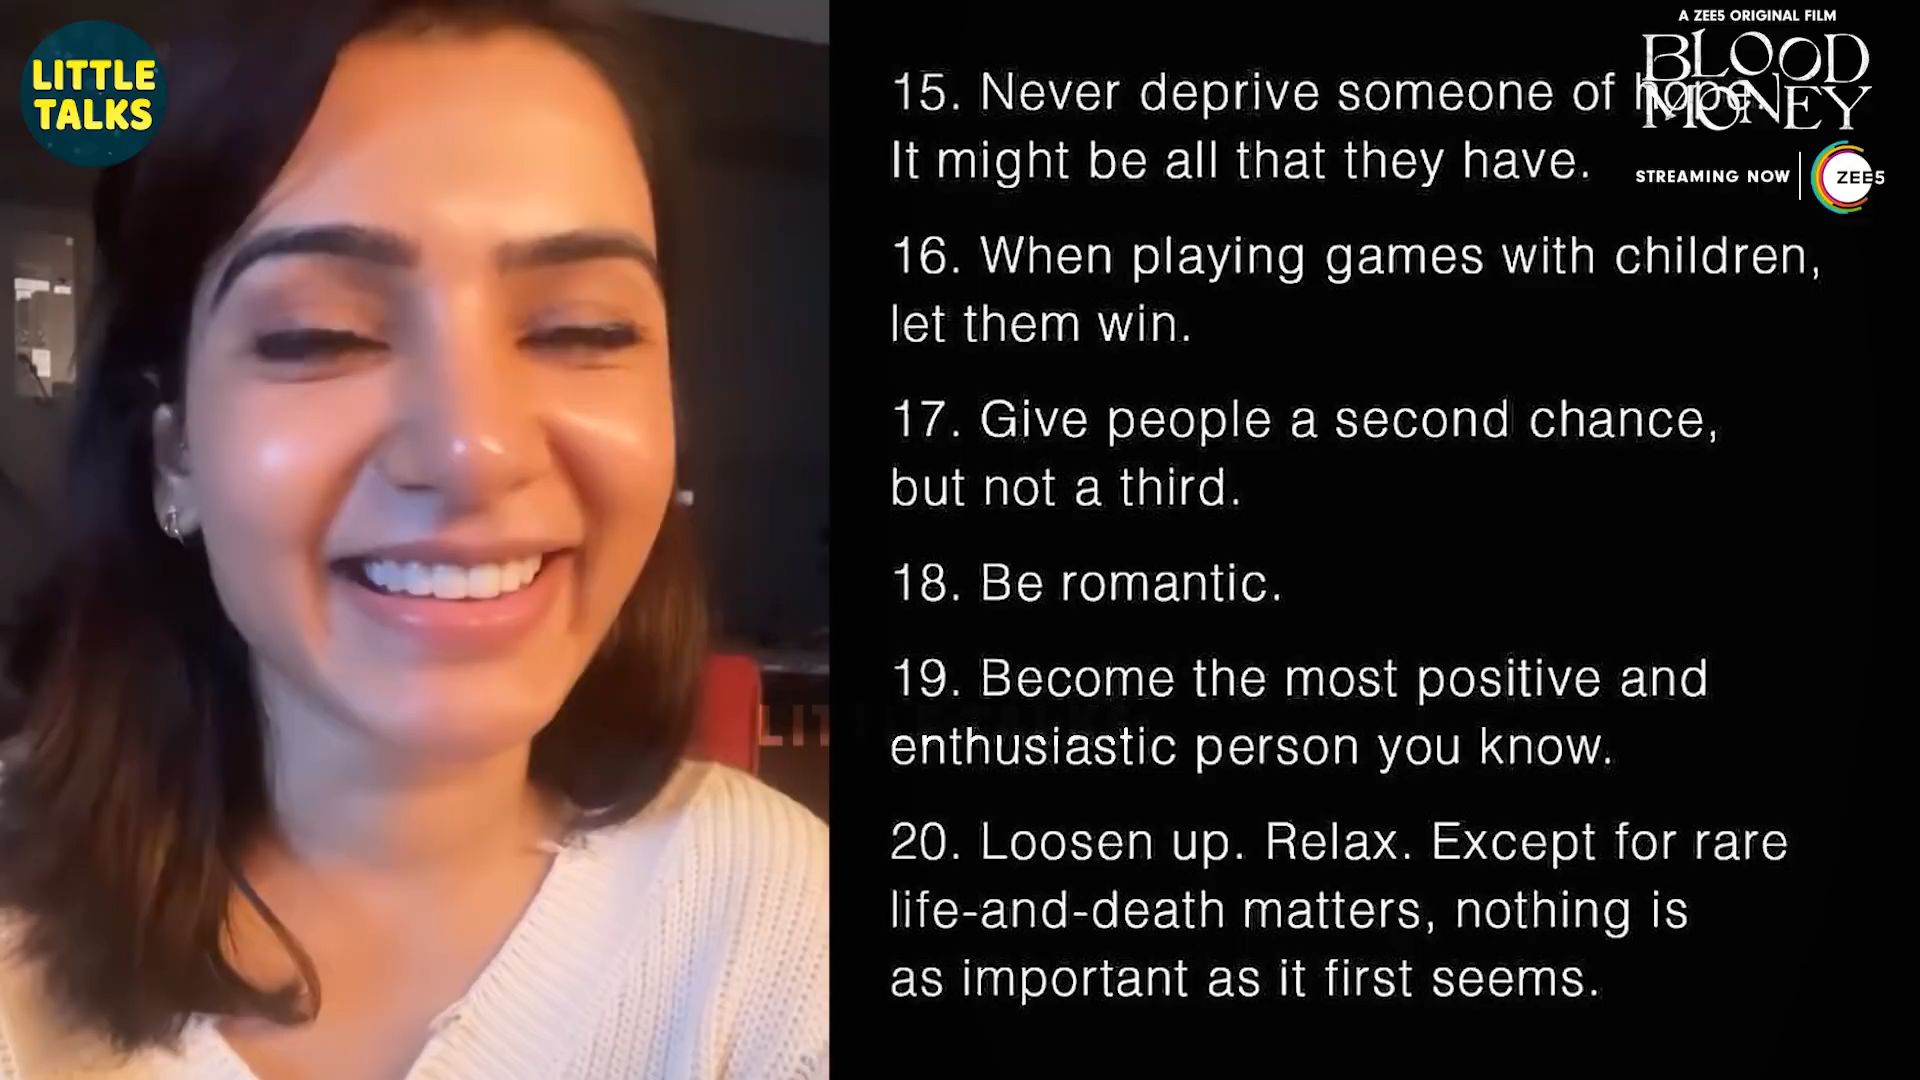 LITTLE
TALKS
A ZEE5 ORIGINAL FILM
BLOOD
MONEY
STREAMING NOW
ZEE5
15. Never deprive someone of hope.
It might be all that they have.
16. When playing games with children,
let them win.
17. Give people a second chance,
but not a third.
18. Be romantic.
19. Become the most positive and
enthusiastic person you know.
20. Loosen up. Relax. Except for rare
life-and-death matters, nothing is
as important as it first seems.
LITTLE TALKS